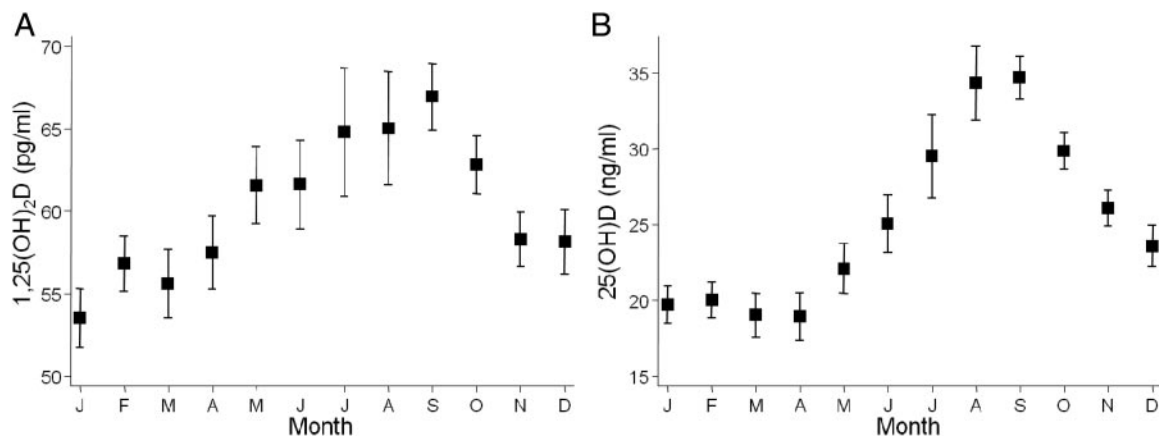 A
1,25(OH)₂D (pg/ml)
70
65
60
55
50
J F M A M J J A S O N D
Month
B
25(OH)D (ng/ml)
35
30
25
20
15
J F M A M J J A S O N D
Month